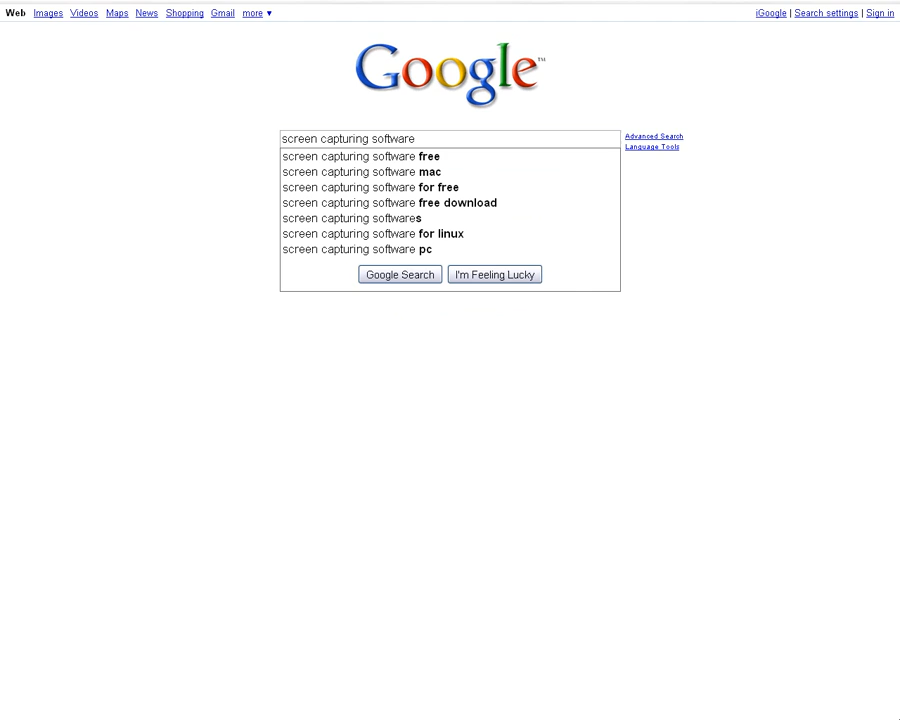 Web Images Videos Maps News Shopping Gmail more ▼ iGoogle | Search settings | Sign in
Google™
screen capturing software Advanced Search
Language Tools
screen capturing software free
screen capturing software mac
screen capturing software for free
screen capturing software free download
screen capturing softwares
screen capturing software for linux
screen capturing software pc
Google Search I'm Feeling Lucky